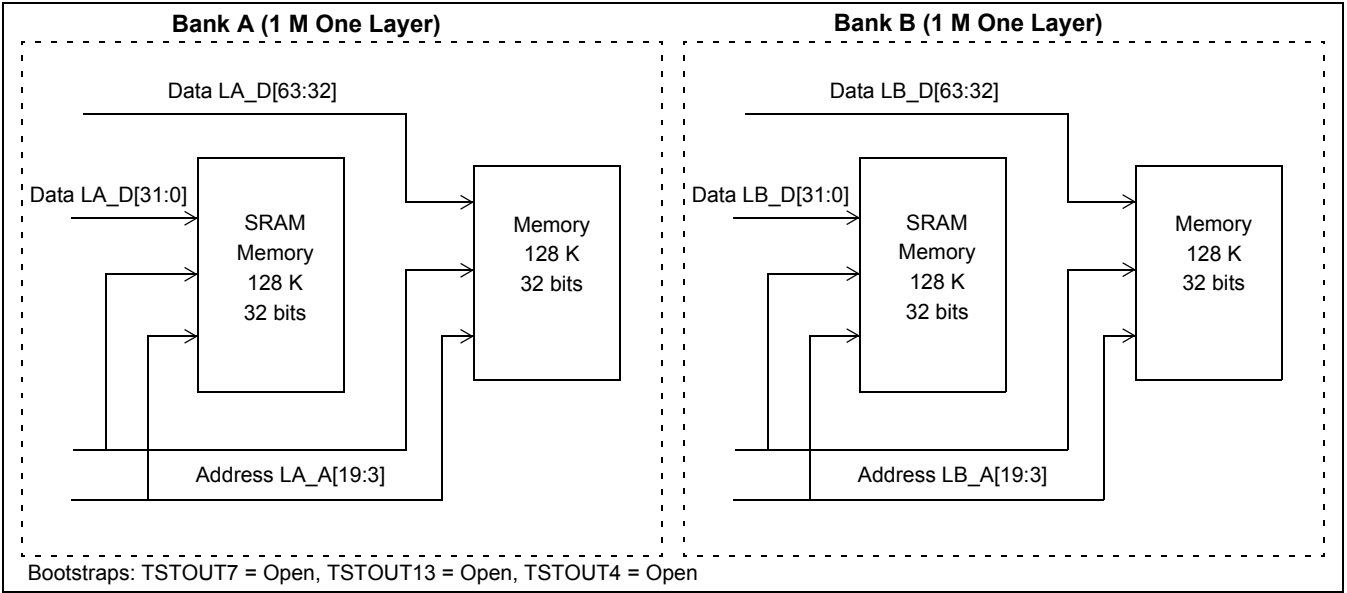 Bank A (1 M One Layer)
Data LA_D[63:32]
Data LA_D[31:0]
SRAM
Memory
128 K
32 bits
Memory
128 K
32 bits
Address LA_A[19:3]
Bank B (1 M One Layer)
Data LB_D[63:32]
Data LB_D[31:0]
SRAM
Memory
128 K
32 bits
Memory
128 K
32 bits
Address LB_A[19:3]
Bootstraps: TSTOUT7 = Open, TSTOUT13 = Open, TSTOUT4 = Open